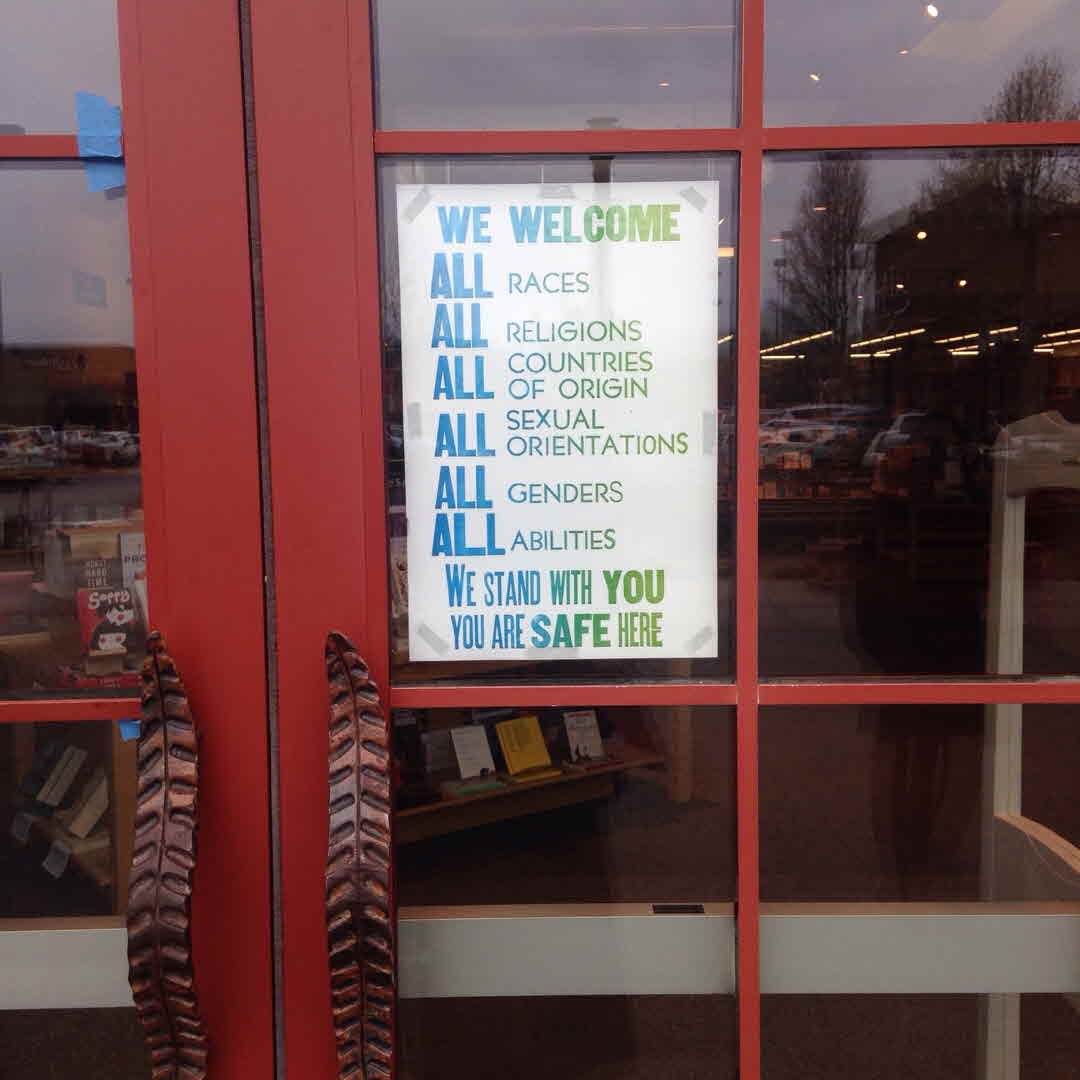 WE WELCOME
ALL RACES
ALL RELIGIONS
ALL COUNTRIES
OF ORIGIN
ALL SEXUAL
ORIENTATIONS
ALL GENDERS
ALL ABILITIES
WE STAND WITH YOU
YOU ARE SAFE HERE
Sorry